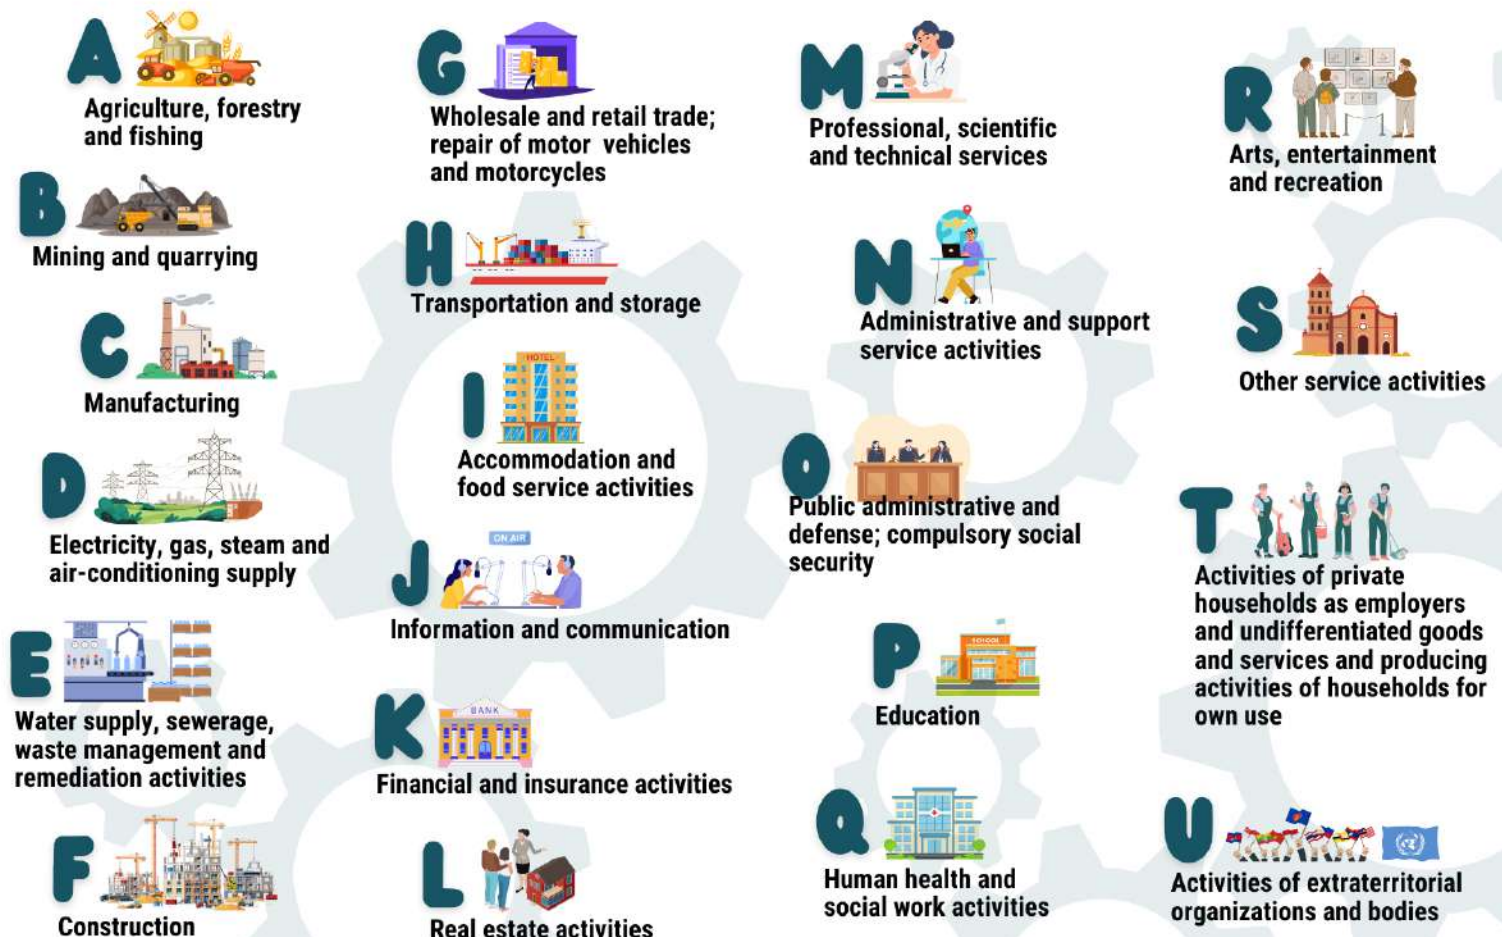 A
Agriculture, forestry
and fishing
B
Mining and quarrying
C
Manufacturing
D
Electricity, gas, steam and
air-conditioning supply
E
Water supply, sewerage,
waste management and
remediation activities
F
Construction
G
Wholesale and retail trade;
repair of motor vehicles
and motorcycles
H
Transportation and storage
I
HOTEL
Accommodation and
food service activities
J
ON AIR
Information and communication
K
BANK
Financial and insurance activities
L
Real estate activities
M
Professional, scientific
and technical services
N
Administrative and support
service activities
O
Public administrative and
defense; compulsory social
security
P
SCHOOL
Education
Q
Human health and
social work activities
R
Arts, entertainment
and recreation
S
Other service activities
T
Activities of private
households as employers
and undifferentiated goods
and services and producing
activities of households for
own use
U
Activities of extraterritorial
organizations and bodies